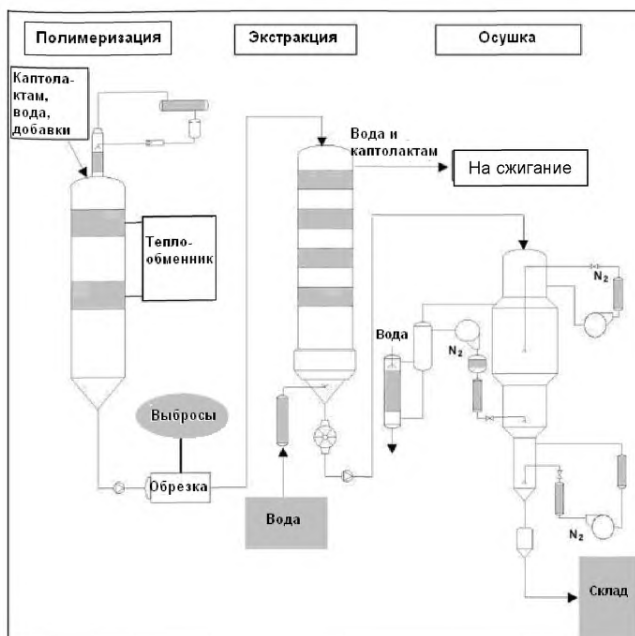 Полимеризация
Экстракция
Осушка
Каптола-
ктам,
вода,
добавки
Тепло-
обменник
Выбросы
Обрезка
Вода и
каптолактам
На сжигание
Вода
Вода
N₂
N₂
N₂
Склад